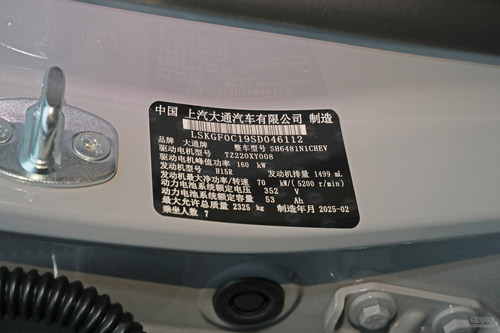 中国 上汽大通汽车有限公司 制造
LSKGF0C19SD046112
品牌 大通牌 整车型号 SH6481N1CHEV
驱动电机型号 TZ220XY008
驱动电机峰值功率 160 kW
发动机型号 B15R 发动机排量 1499 mL
发动机最大净功率/转速 70 kW/(5200 r/min)
动力电池系统额定电压 352 V
动力电池系统额定容量 53 Ah
最大允许总质量 2325 kg 制造年月 2025-02
乘坐人数 7